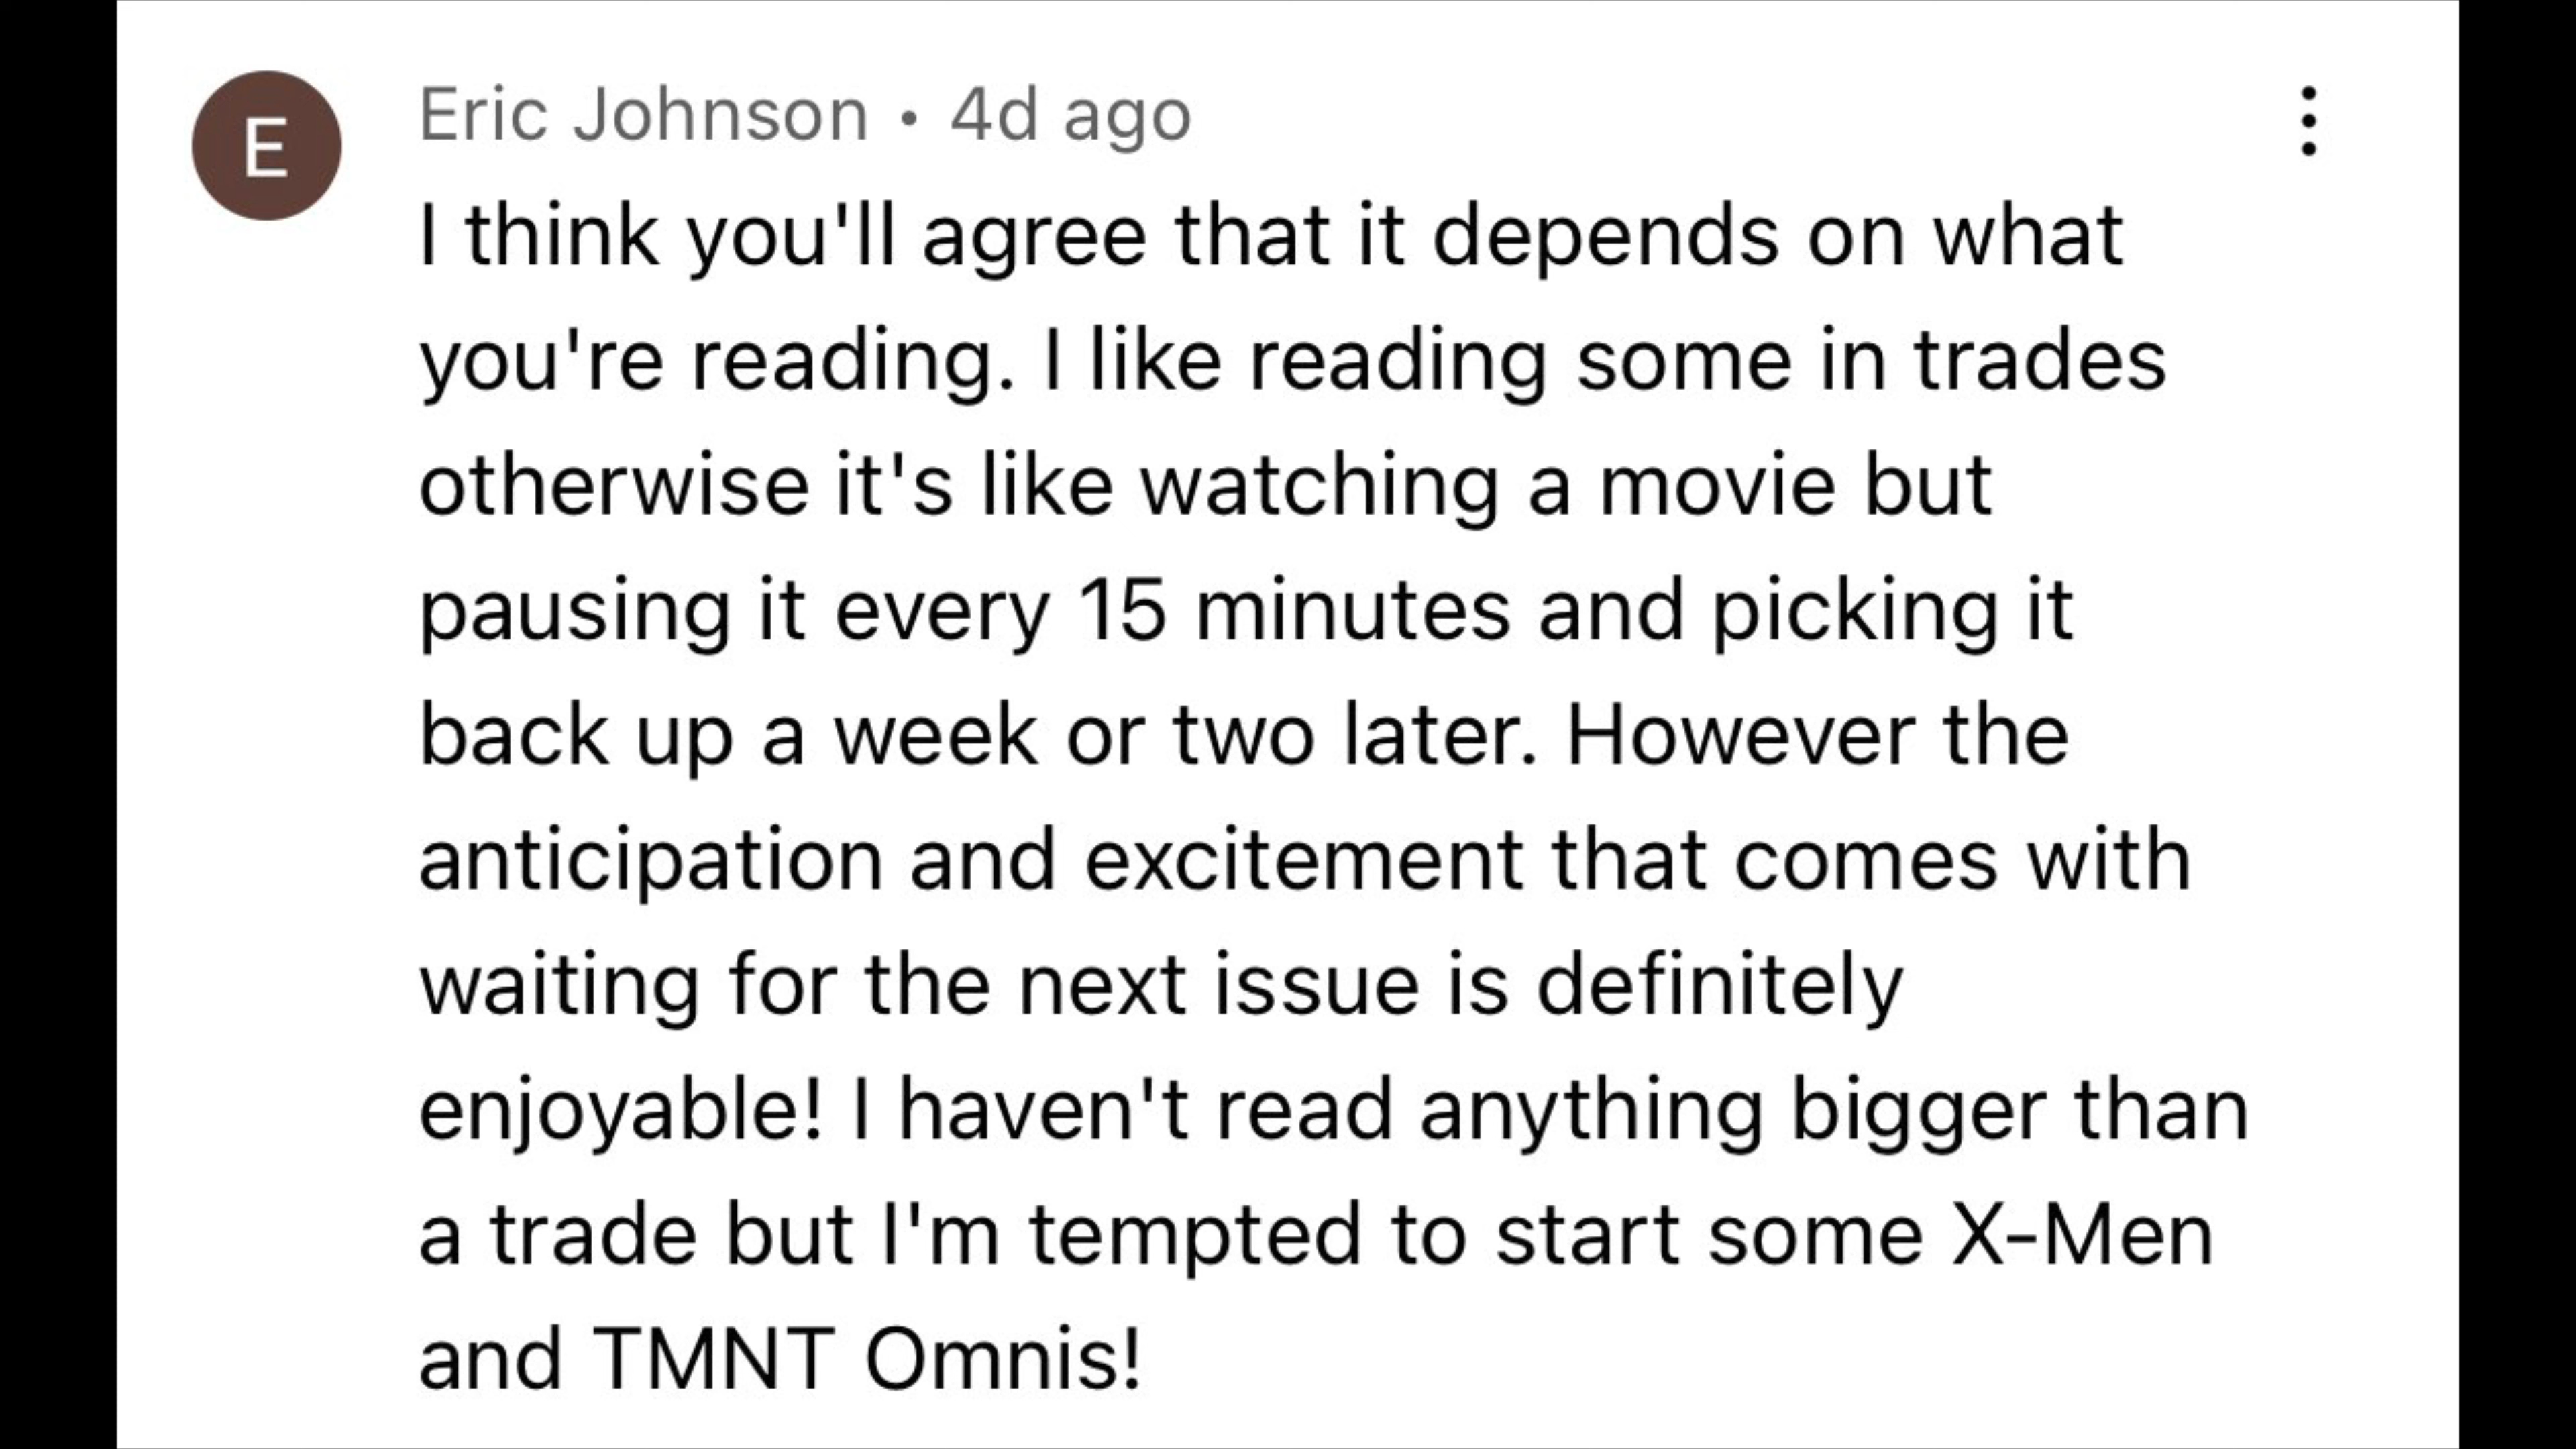 E
Eric Johnson • 4d ago
I think you'll agree that it depends on what
you're reading. I like reading some in trades
otherwise it's like watching a movie but
pausing it every 15 minutes and picking it
back up a week or two later. However the
anticipation and excitement that comes with
waiting for the next issue is definitely
enjoyable! I haven't read anything bigger than
a trade but I'm tempted to start some X-Men
and TMNT Omnis!